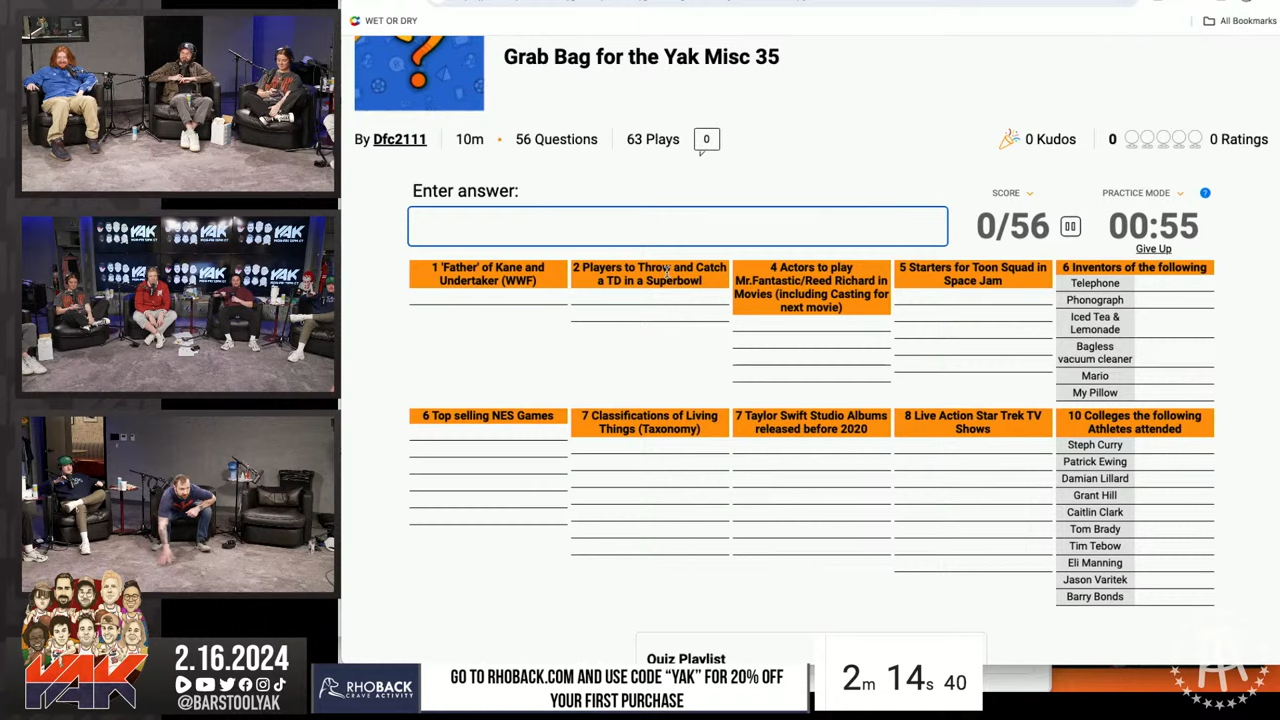 WET OR DRY
All Bookmarks
Grab Bag for the Yak Misc 35
By Dfc2111
10m
56 Questions
63 Plays
0
0 Kudos
0
0 Ratings
Enter answer:
SCORE
PRACTICE MODE
?
0/56
00:55
Give Up
1 'Father' of Kane and
Undertaker (WWF)
2 Players to Throw and Catch
a TD in a Superbowl
4 Actors to play
Mr.Fantastic/Reed Richard in
Movies (including Casting for
next movie)
5 Starters for Toon Squad in
Space Jam
6 Inventors of the following
Telephone
Phonograph
Iced Tea &
Lemonade
Bagless
vacuum cleaner
Mario
My Pillow
6 Top selling NES Games
7 Classifications of Living
Things (Taxonomy)
7 Taylor Swift Studio Albums
released before 2020
8 Live Action Star Trek TV
Shows
10 Colleges the following
Athletes attended
Steph Curry
Patrick Ewing
Damian Lillard
Grant Hill
Caitlin Clark
Tom Brady
Tim Tebow
Eli Manning
Jason Varitek
Barry Bonds
Quiz Playlist
2m 14s 40
YAK
YAK
YAK
2.16.2024
@BARSTOOLYAK
RHOBACK
CRAVE ACTIVITY
GO TO RHOBACK.COM AND USE CODE “YAK” FOR 20% OFF
YOUR FIRST PURCHASE